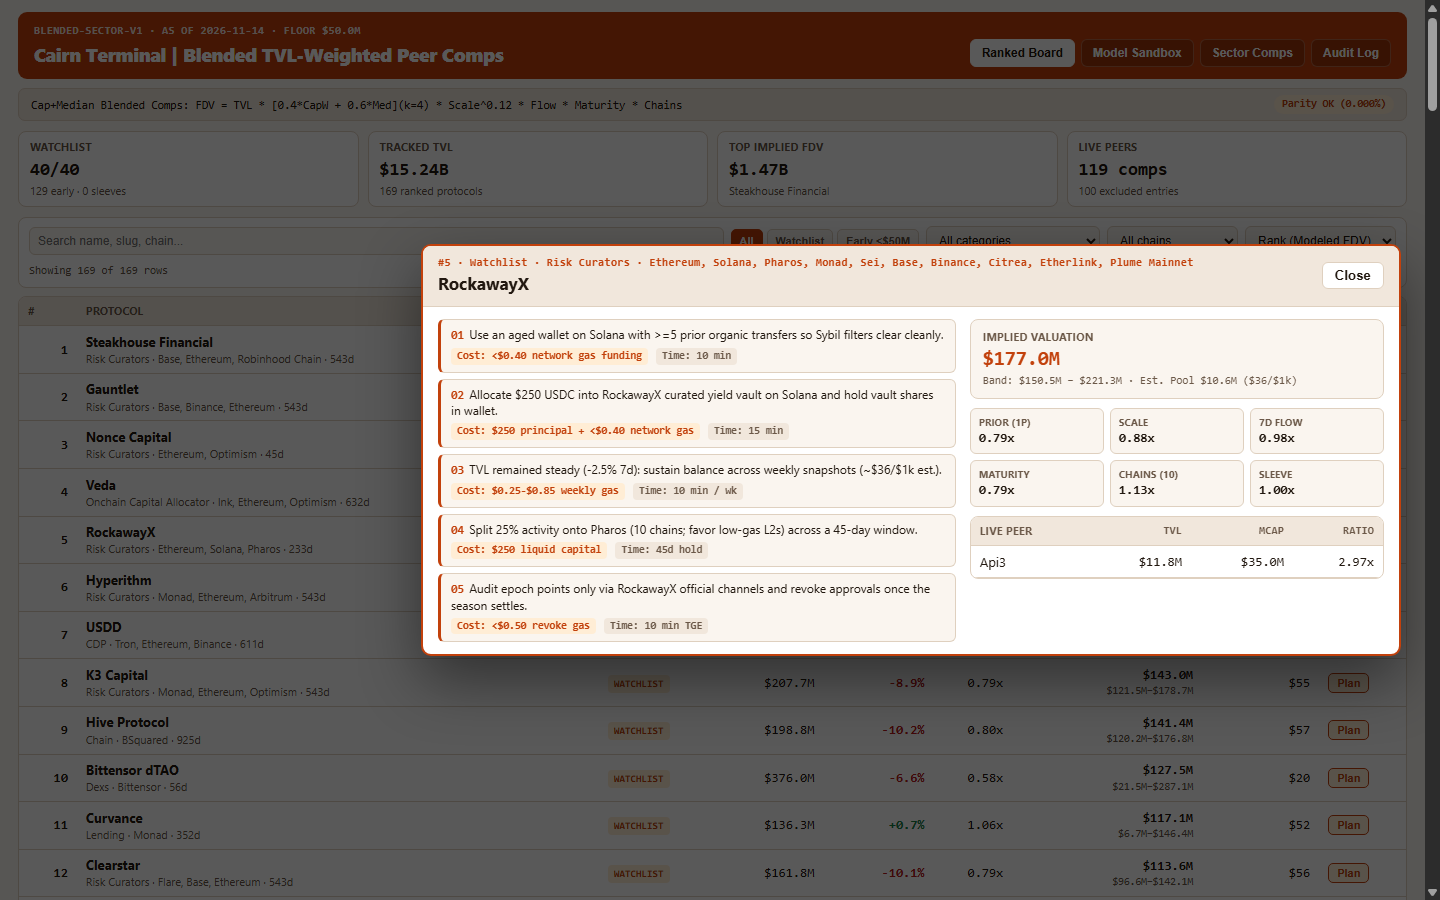 BLENDED-SECTOR-V1 · AS OF 2026-11-14 · FLOOR $50.0M
Cairn Terminal | Blended TVL-Weighted Peer Comps
Ranked Board
Model Sandbox
Sector Comps
Audit Log
Cap+Median Blended Comps: FDV = TVL * [0.4*CapW + 0.6*Med](k=4) * Scale^0.12 * Flow * Maturity * Chains
Parity OK (0.000%)
WATCHLIST
40/40
129 early · 0 sleeves
TRACKED TVL
$15.24B
169 ranked protocols
TOP IMPLIED FDV
$1.47B
Steakhouse Financial
LIVE PEERS
119 comps
100 excluded entries
Search name, slug, chain...
All
Watchlist
Early <$50M
All categories
All chains
Rank (Modeled FDV)
Showing 169 of 169 rows
#5 · Watchlist · Risk Curators · Ethereum, Solana, Pharos, Monad, Sei, Base, Binance, Citrea, Etherlink, Plume Mainnet
RockawayX
Close
01 Use an aged wallet on Solana with >=5 prior organic transfers so Sybil filters clear cleanly.
Cost: <$0.40 network gas funding Time: 10 min
02 Allocate $250 USDC into RockawayX curated yield vault on Solana and hold vault shares
in wallet.
Cost: $250 principal + <$0.40 network gas Time: 15 min
03 TVL remained steady (-2.5% 7d): sustain balance across weekly snapshots (~$36/$1k est.).
Cost: $0.25-$0.85 weekly gas Time: 10 min / wk
04 Split 25% activity onto Pharos (10 chains; favor low-gas L2s) across a 45-day window.
Cost: $250 liquid capital Time: 45d hold
05 Audit epoch points only via RockawayX official channels and revoke approvals once the
season settles.
Cost: <$0.50 revoke gas Time: 10 min TGE
IMPLIED VALUATION
$177.0M
Band: $150.5M – $221.3M · Est. Pool $10.6M ($36/$1k)
PRIOR (1P)
0.79x
SCALE
0.88x
7D FLOW
0.98x
MATURITY
0.79x
CHAINS (10)
1.13x
SLEEVE
1.00x
LIVE PEER TVL MCAP RATIO
Api3 $11.8M $35.0M 2.97x
# PROTOCOL
1 Steakhouse Financial
Risk Curators · Base, Ethereum, Robinhood Chain · 543d
2 Gauntlet
Risk Curators · Base, Binance, Ethereum · 543d
3 Nonce Capital
Risk Curators · Ethereum, Optimism · 45d
4 Veda
Onchain Capital Allocator · Ink, Ethereum, Optimism · 632d
5 RockawayX
Risk Curators · Ethereum, Solana, Pharos · 233d
6 Hyperithm
Risk Curators · Monad, Ethereum, Arbitrum · 543d
7 USDD
CDP · Tron, Ethereum, Binance · 611d
8 K3 Capital WATCHLIST $207.7M -8.9% 0.79x $143.0M $55 Plan
Risk Curators · Monad, Ethereum, Optimism · 543d $121.5M–$178.7M
9 Hive Protocol WATCHLIST $198.8M -10.2% 0.80x $141.4M $57 Plan
Chain · BSquared · 925d $120.2M–$176.8M
10 Bittensor dTAO WATCHLIST $376.0M -6.6% 0.58x $127.5M $20 Plan
Dexs · Bittensor · 56d $21.5M–$287.1M
11 Curvance WATCHLIST $136.3M +0.7% 1.06x $117.1M $52 Plan
Lending · Monad · 352d $6.7M–$146.4M
12 Clearstar WATCHLIST $161.8M -10.1% 0.79x $113.6M $56 Plan
Risk Curators · Flare, Base, Ethereum · 543d $96.6M–$142.1M